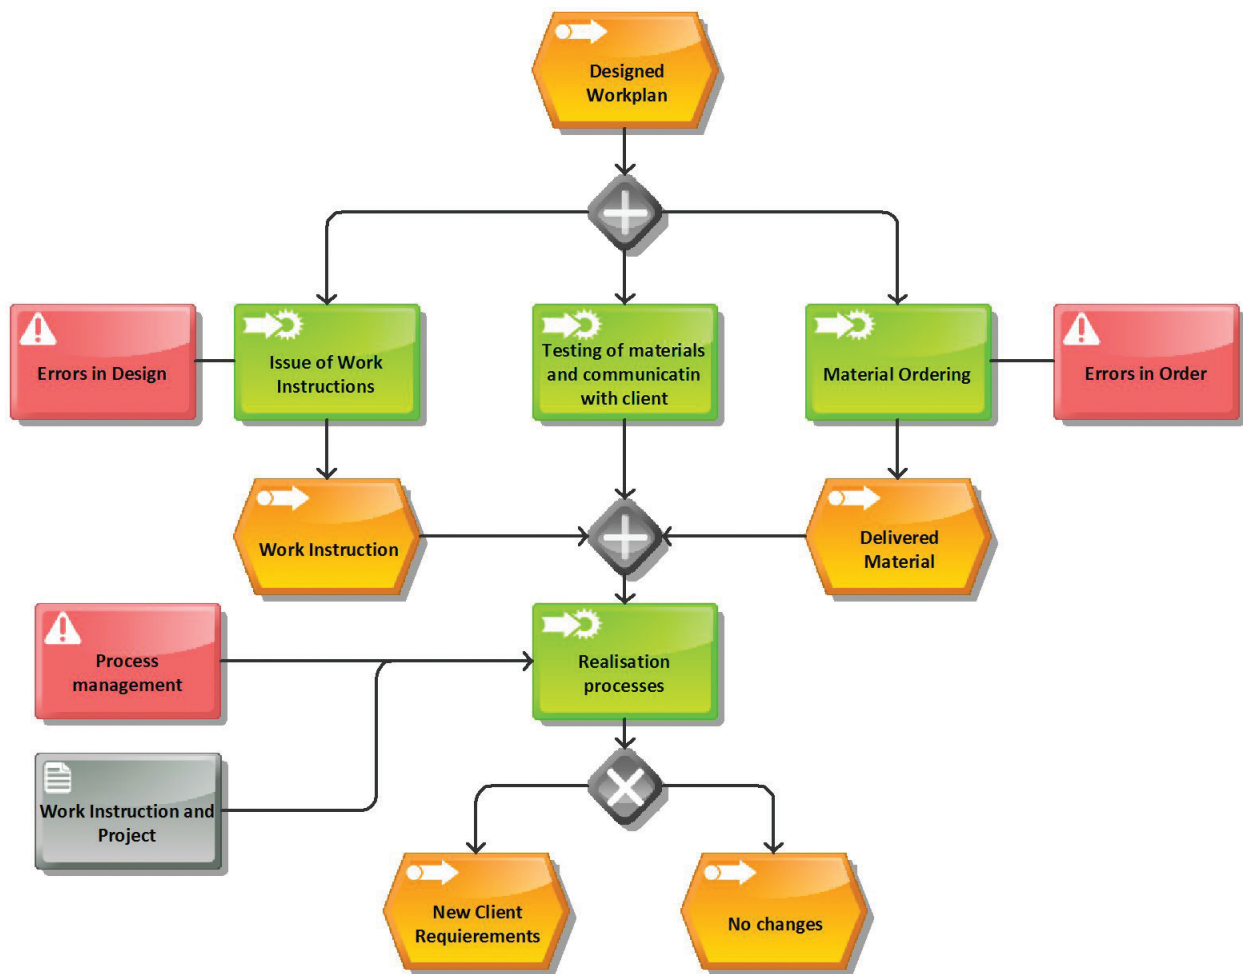 Designed
Workplan
Errors in Design
Issue of Work
Instructions
Testing of materials
and communicatin
with client
Material Ordering
Errors in Order
Work Instruction
Delivered
Material
Process
management
Realisation
processes
Work Instruction and
Project
New Client
Requierements
No changes